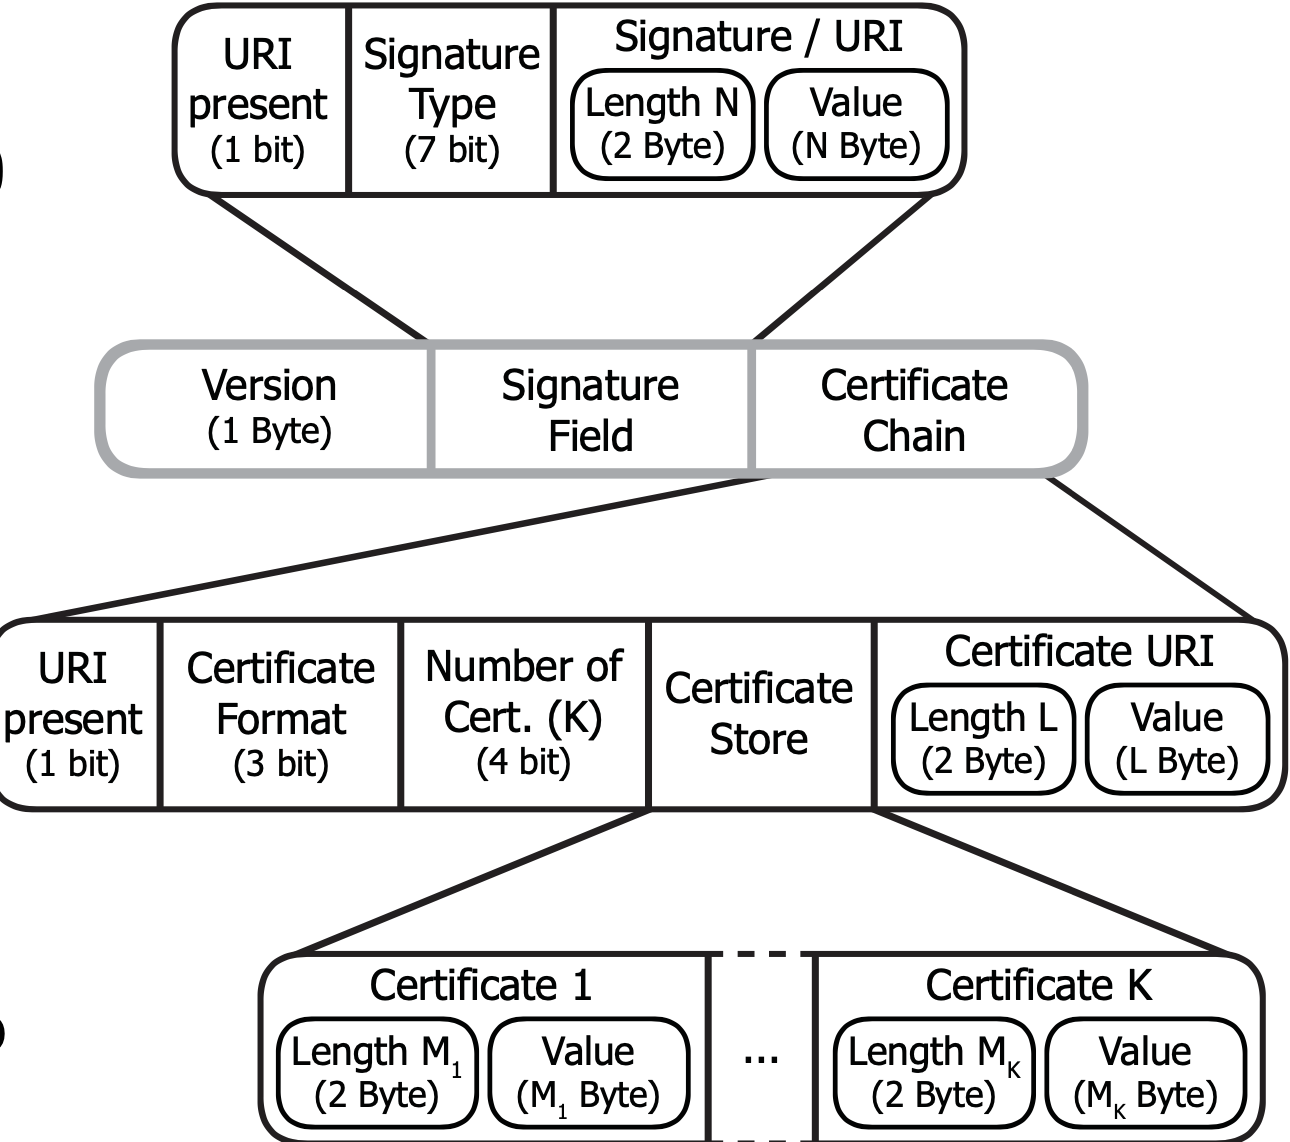 URI present (1 bit)
Signature Type (7 bit)
Signature / URI
Length N (2 Byte)
Value (N Byte)
Version (1 Byte)
Signature Field
Certificate Chain
URI present (1 bit)
Certificate Format (3 bit)
Number of Cert. (K) (4 bit)
Certificate Store
Certificate URI
Length L (2 Byte)
Value (L Byte)
Certificate 1
Length M₁ (2 Byte)
Value (M₁ Byte)
...
Certificate K
Length M_K (2 Byte)
Value (M_K Byte)